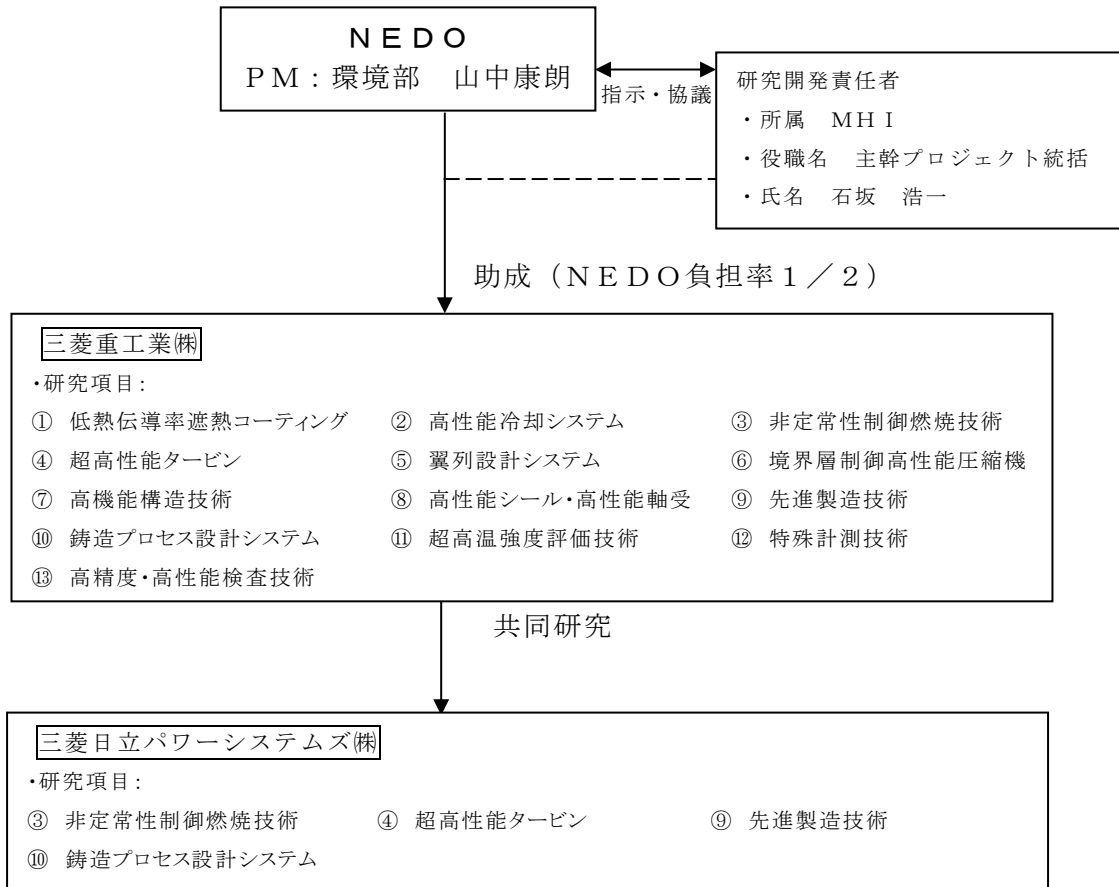 ＮＥＤＯ
ＰＭ：環境部　山中康朗
指示・協議
研究開発責任者
・所属　ＭＨＩ
・役職名　主幹プロジェクト統括
・氏名　石坂　浩一
助成（ＮＥＤＯ負担率１／２）
三菱重工業㈱
・研究項目：
① 低熱伝導率遮熱コーティング　② 高性能冷却システム　③ 非定常性制御燃焼技術
④ 超高性能タービン　⑤ 翼列設計システム　⑥ 境界層制御高性能圧縮機
⑦ 高機能構造技術　⑧ 高性能シール・高性能軸受　⑨ 先進製造技術
⑩ 鋳造プロセス設計システム　⑪ 超高温強度評価技術　⑫ 特殊計測技術
⑬ 高精度・高性能検査技術
共同研究
三菱日立パワーシステムズ㈱
・研究項目：
③ 非定常性制御燃焼技術　④ 超高性能タービン　⑨ 先進製造技術
⑩ 鋳造プロセス設計システム